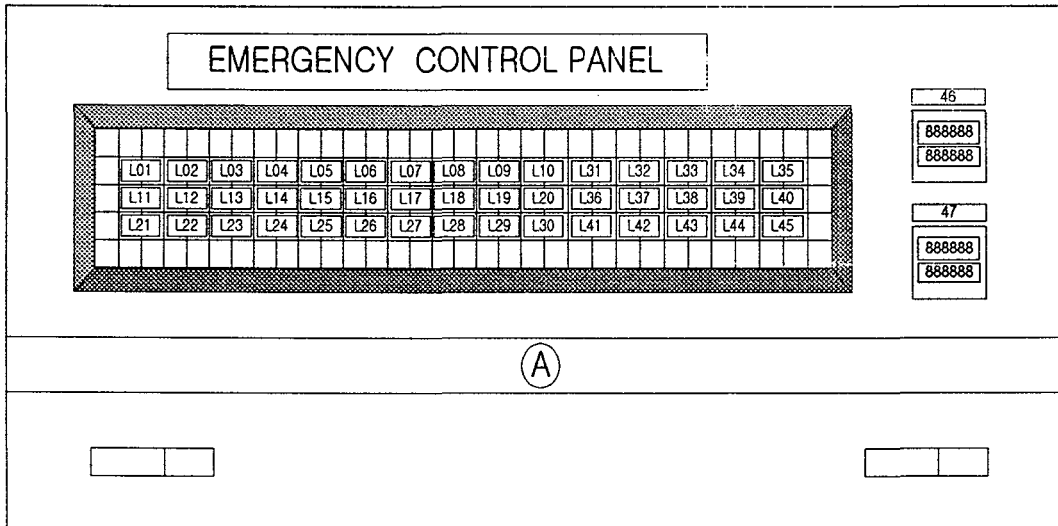 EMERGENCY CONTROL PANEL
46
888888
888888
L01 L02 L03 L04 L05 L06 L07 L08 L09 L10 L31 L32 L33 L34 L35
L11 L12 L13 L14 L15 L16 L17 L18 L19 L20 L36 L37 L38 L39 L40
L21 L22 L23 L24 L25 L26 L27 L28 L29 L30 L41 L42 L43 L44 L45
47
888888
888888
A